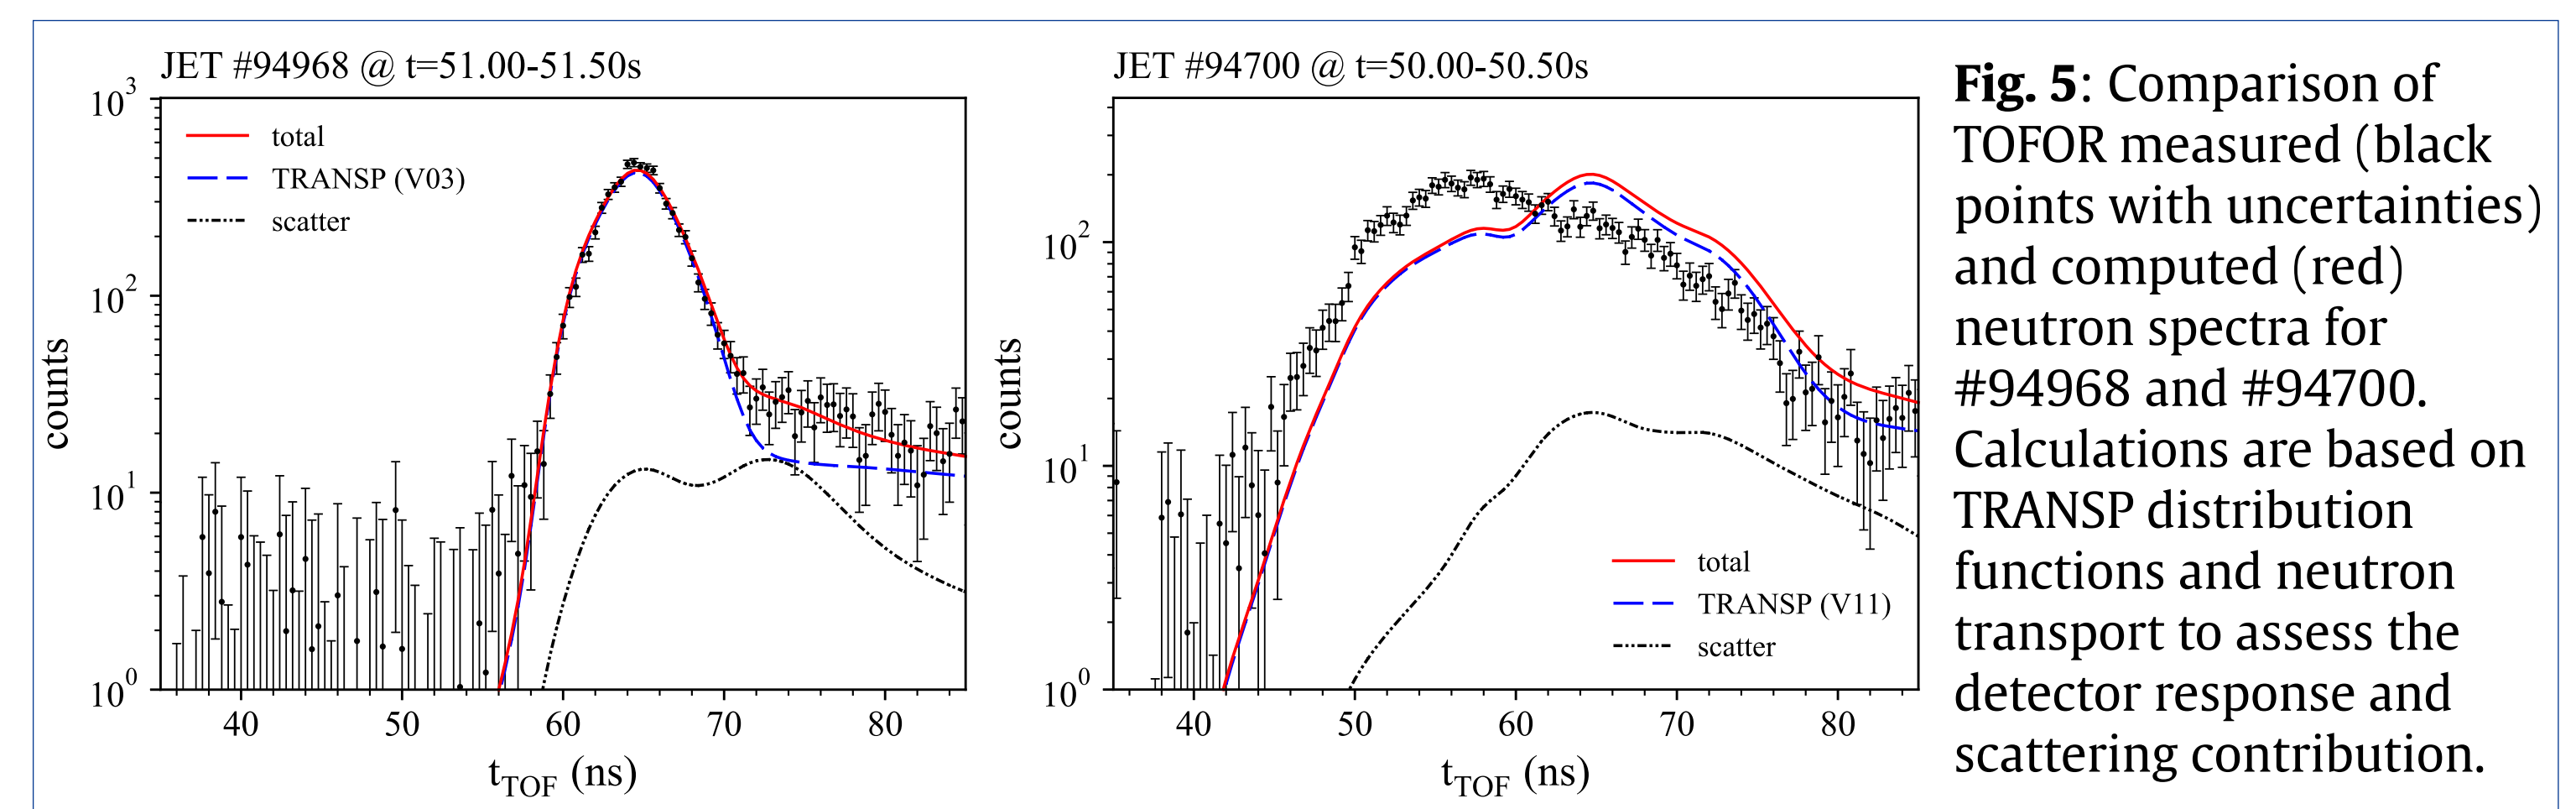 JET #94968 @ t=51.00-51.50s
10^3
10^2
10^1
10^0
counts
total
TRANSP (V03)
scatter
40 50 60 70 80
t_TOF (ns)
JET #94700 @ t=50.00-50.50s
10^2
10^1
10^0
counts
total
TRANSP (V11)
scatter
40 50 60 70 80
t_TOF (ns)
Fig. 5: Comparison of
TOFOR measured (black
points with uncertainties)
and computed (red)
neutron spectra for
#94968 and #94700.
Calculations are based on
TRANSP distribution
functions and neutron
transport to assess the
detector response and
scattering contribution.